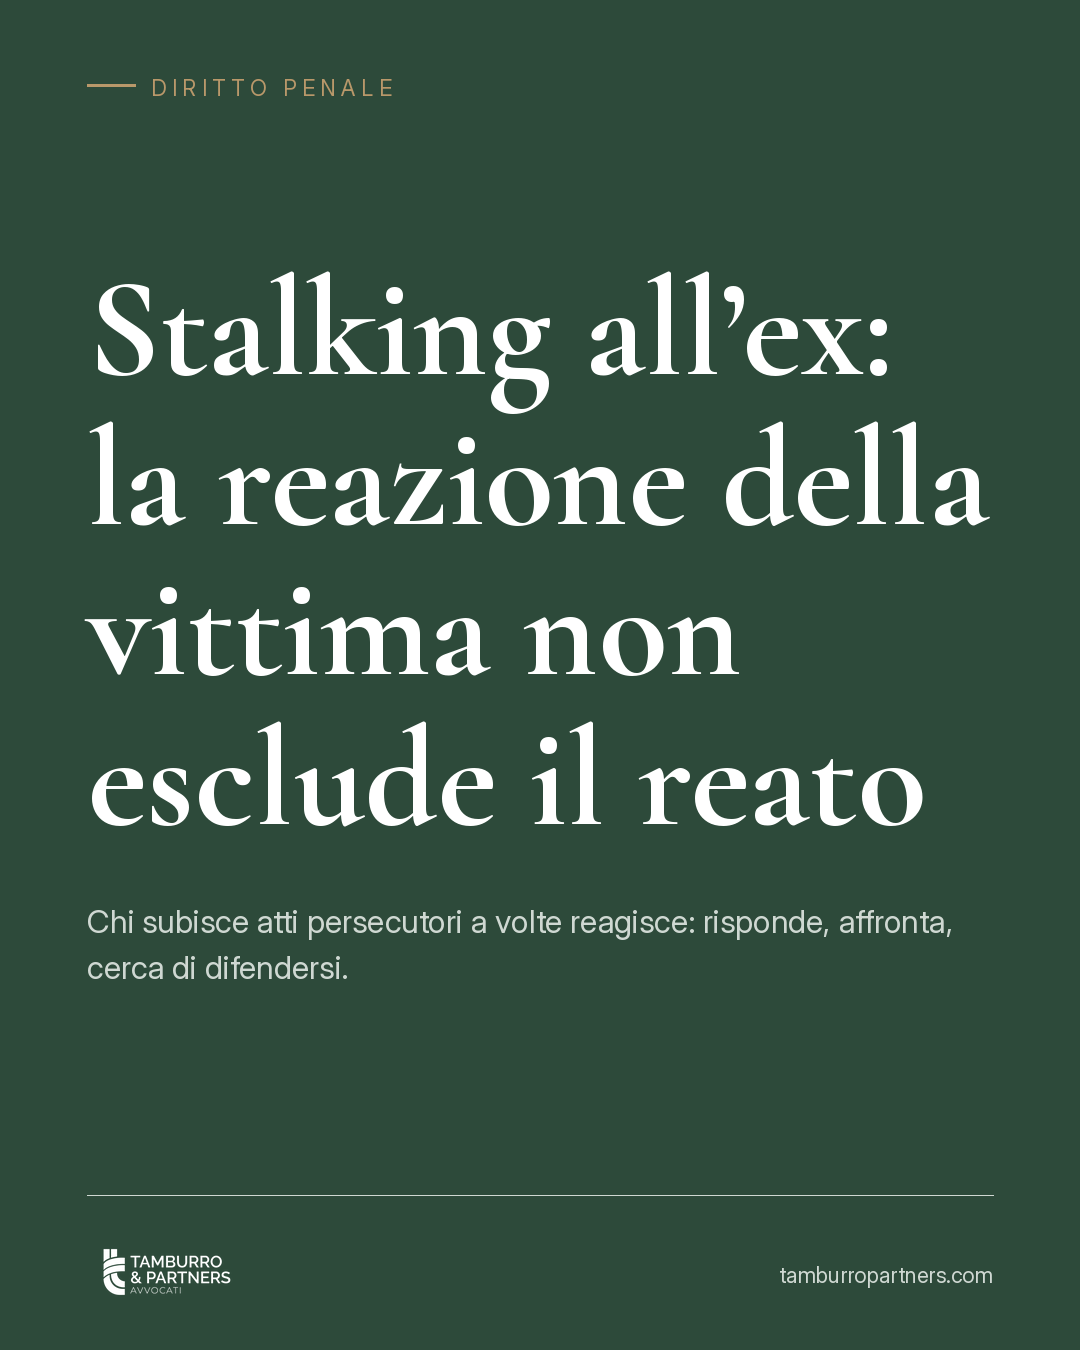 DIRITTO PENALE
Stalking all’ex:
la reazione della
vittima non
esclude il reato
Chi subisce atti persecutori a volte reagisce: risponde, affronta,
cerca di difendersi.
TAMBURRO
& PARTNERS
AVVOCATI
tamburropartners.com